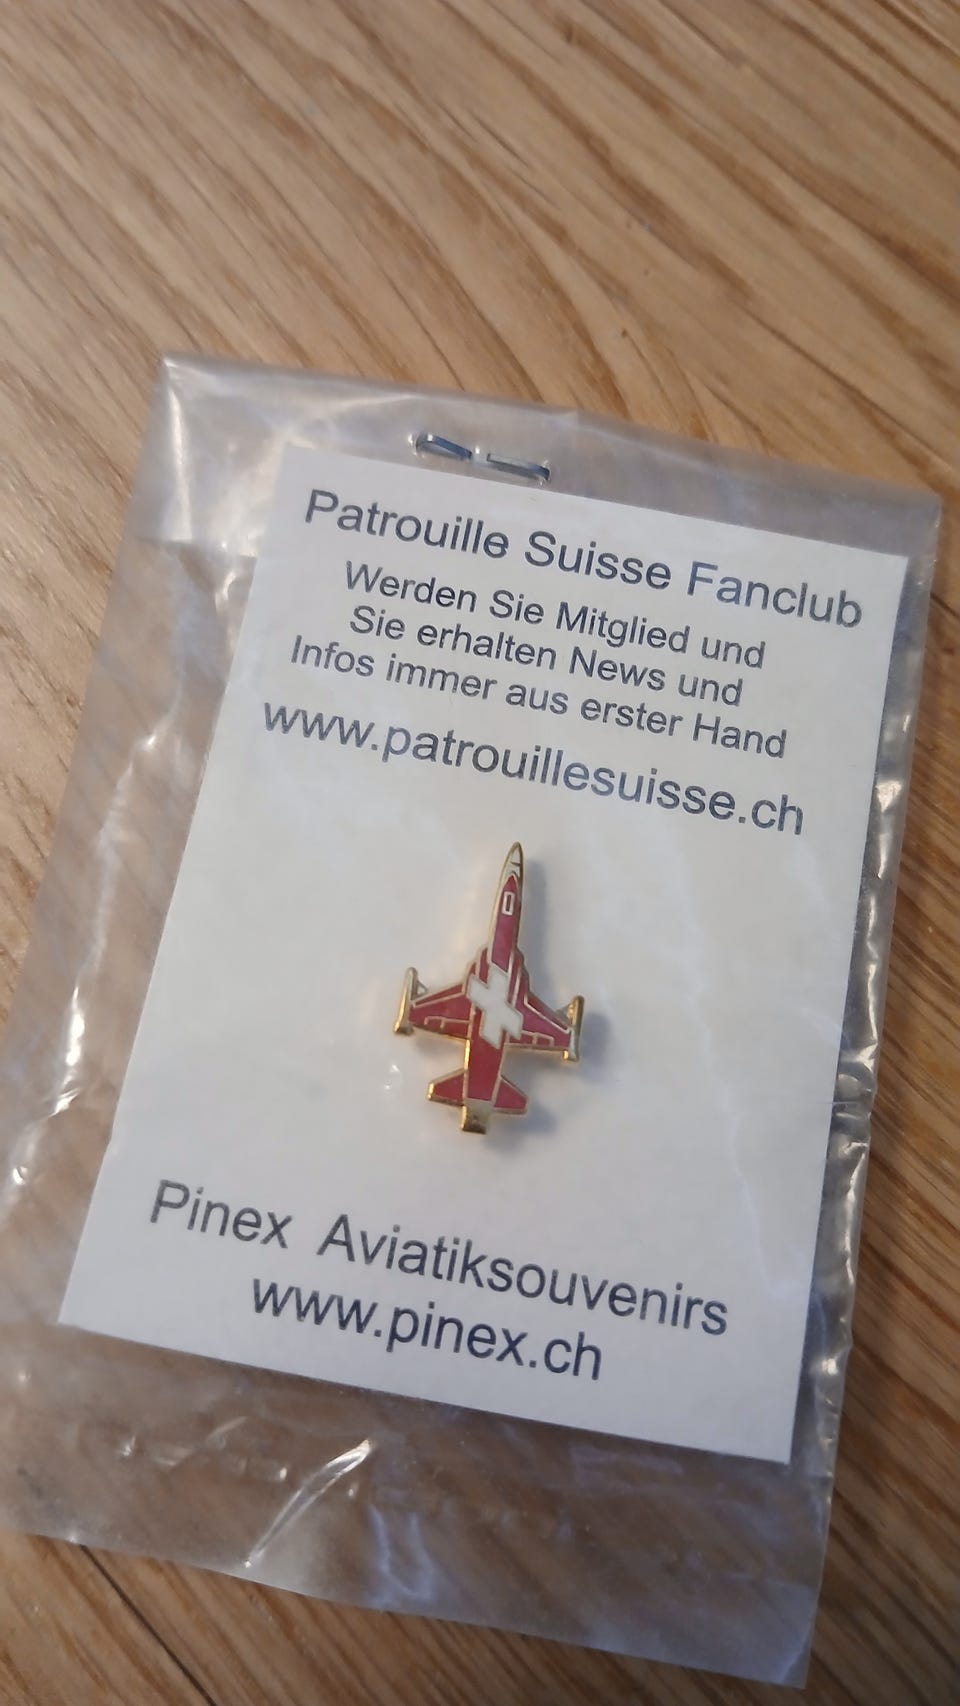 Patrouille Suisse Fanclub
Werden Sie Mitglied und
Sie erhalten News und
Infos immer aus erster Hand
www.patrouillesuisse.ch
Pinex Aviatiksouvenirs
www.pinex.ch